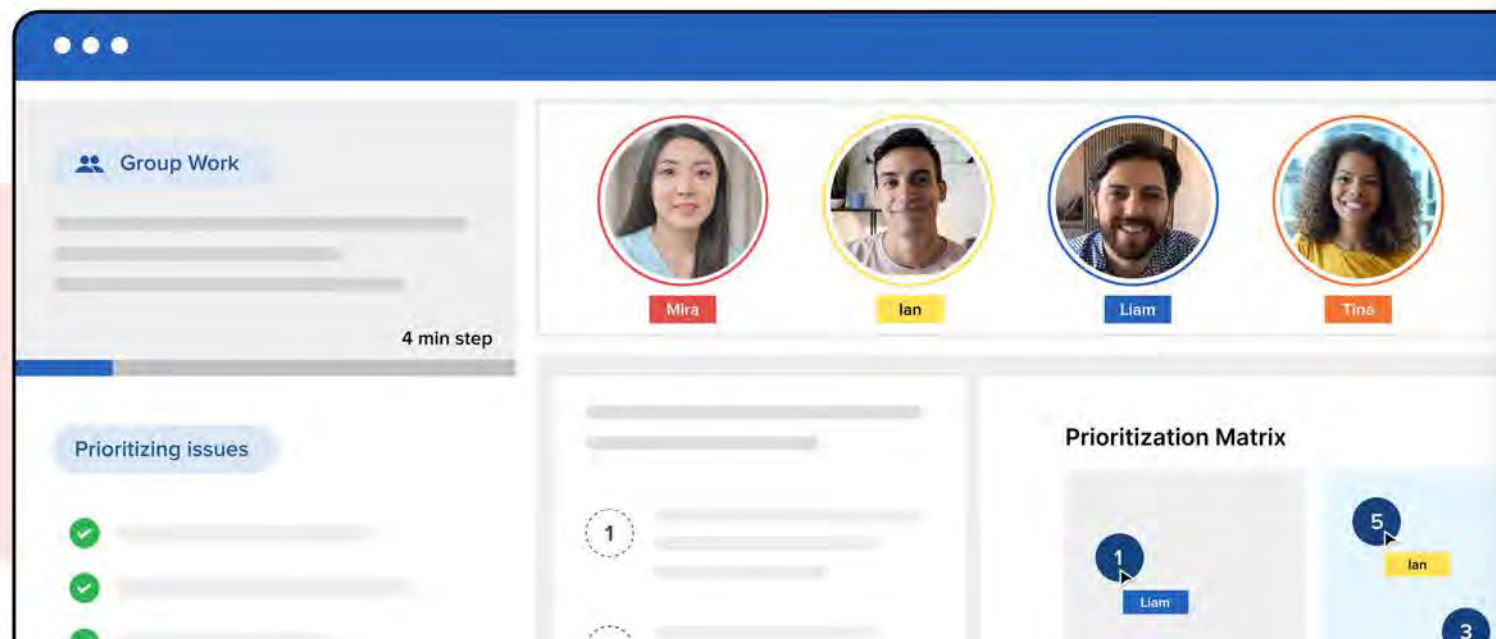 Group Work
4 min step
Mira
Ian
Liam
Tina
Prioritizing issues
1
Prioritization Matrix
1
Liam
5
Ian
3